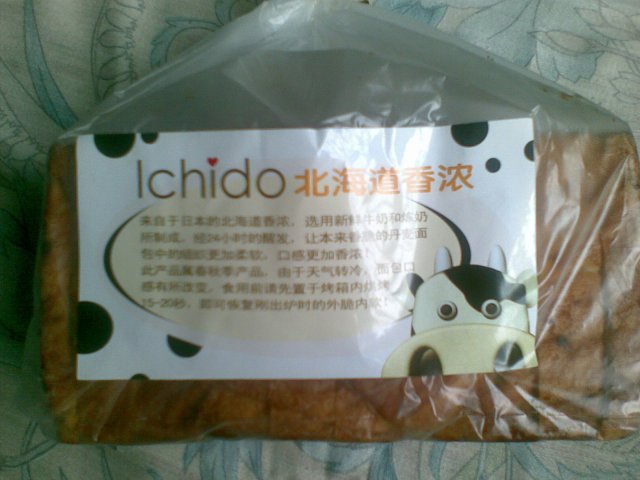 Ichido 北海道香浓
来自于日本的北海道香浓，选用新鲜牛奶和炼奶
所制成，经24小时的醒发，让本来香脆的丹麦面
包中的细织更加柔软，口感更加香浓！
此产品属春秋季产品，由于天气转冷，面包口
感有所改变，食用前请先置于烤箱内烘烤
15-20秒，即可恢复刚出炉时的外脆内软！